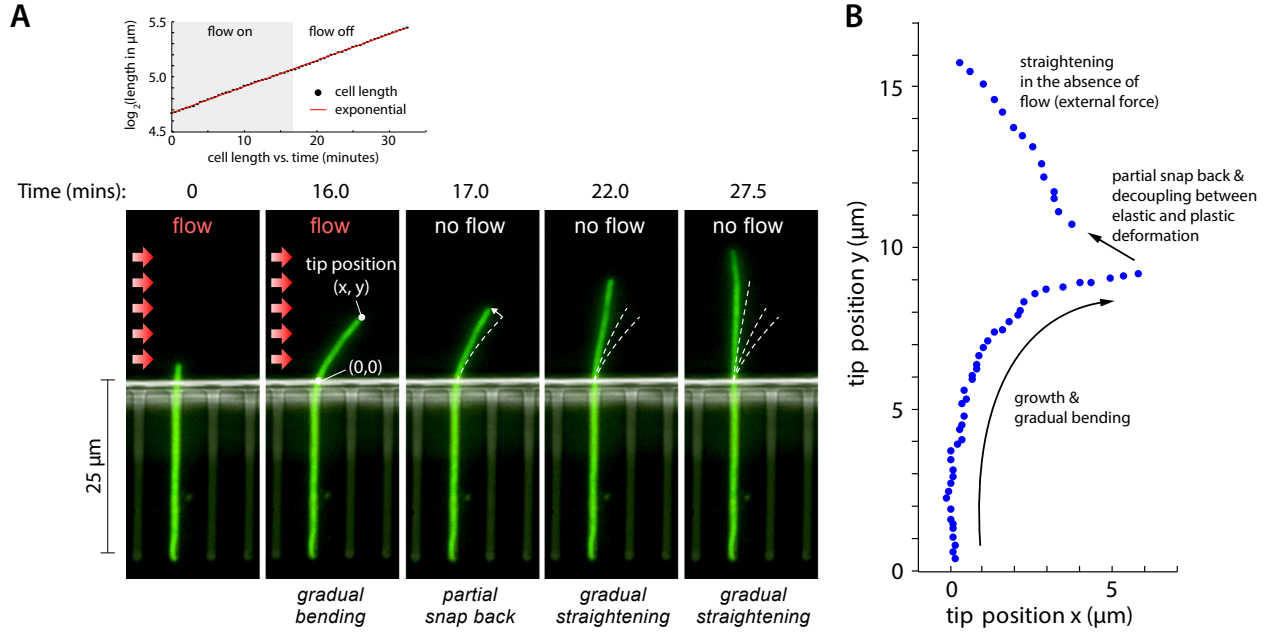 A
5.5
5.0
4.5
log2(length in μm)
flow on
flow off
cell length
exponential
0
10
20
30
cell length vs. time (minutes)
Time (mins):
0
16.0
17.0
22.0
27.5
flow
flow
no flow
no flow
no flow
tip position
(x, y)
(0,0)
25 μm
gradual
bending
partial
snap back
gradual
straightening
gradual
straightening
B
15
10
5
0
tip position y (μm)
straightening
in the absence of
flow (external force)
partial snap back &
decoupling between
elastic and plastic
deformation
growth &
gradual bending
0
5
tip position x (μm)